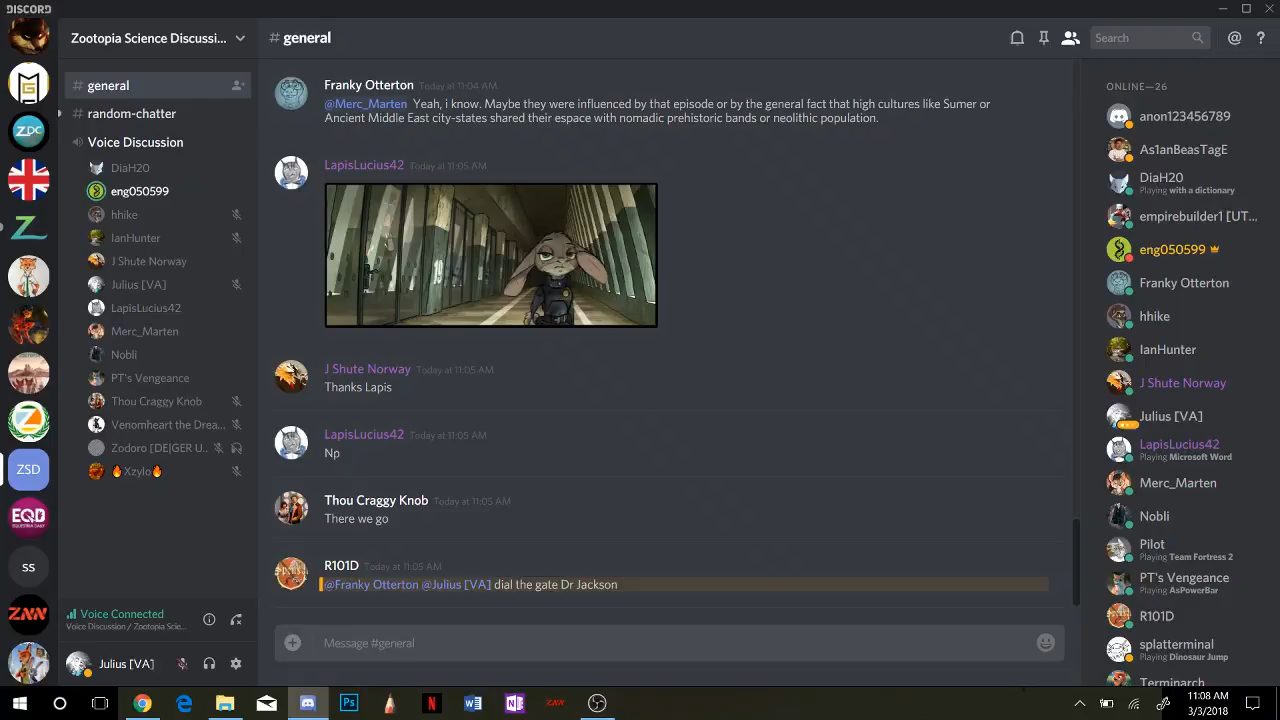 DISCORD
Zootopia Science Discussi...
# general
Search
@
?
MG
ZDC
Z
Z
ZSD
EQD
EQUESTRIA DAILY
ss
ZNN
# general
# random-chatter
Voice Discussion
DiaH20
eng050599
hhike
IanHunter
J Shute Norway
Julius [VA]
LapisLucius42
Merc_Marten
Nobli
PT's Vengeance
Thou Craggy Knob
Venomheart the Drea...
Zodoro [DE|GER U...
🔥Xzylo🔥
Voice Connected
Voice Discussion / Zootopia Scie...
Julius [VA]
Franky Otterton Today at 11:04 AM
@Merc_Marten Yeah, i know. Maybe they were influenced by that episode or by the general fact that high cultures like Sumer or
Ancient Middle East city-states shared their espace with nomadic prehistoric bands or neolithic population.
LapisLucius42 Today at 11:05 AM
J Shute Norway Today at 11:05 AM
Thanks Lapis
LapisLucius42 Today at 11:05 AM
Np
Thou Craggy Knob Today at 11:05 AM
There we go
R101D Today at 11:05 AM
@Franky Otterton @Julius [VA] dial the gate Dr Jackson
Message #general
ONLINE—26
anon123456789
As1anBeasTagE
DiaH20
Playing with a dictionary
empirebuilder1 [UT...
eng050599
Franky Otterton
hhike
IanHunter
J Shute Norway
Julius [VA]
LapisLucius42
Playing Microsoft Word
Merc_Marten
Nobli
Pilot
Playing Team Fortress 2
PT's Vengeance
Playing AsPowerBar
R101D
splatterminal
Playing Dinosaur Jump
Terminarch
Ps
N
W
N
ZNN
11:08 AM
3/3/2018